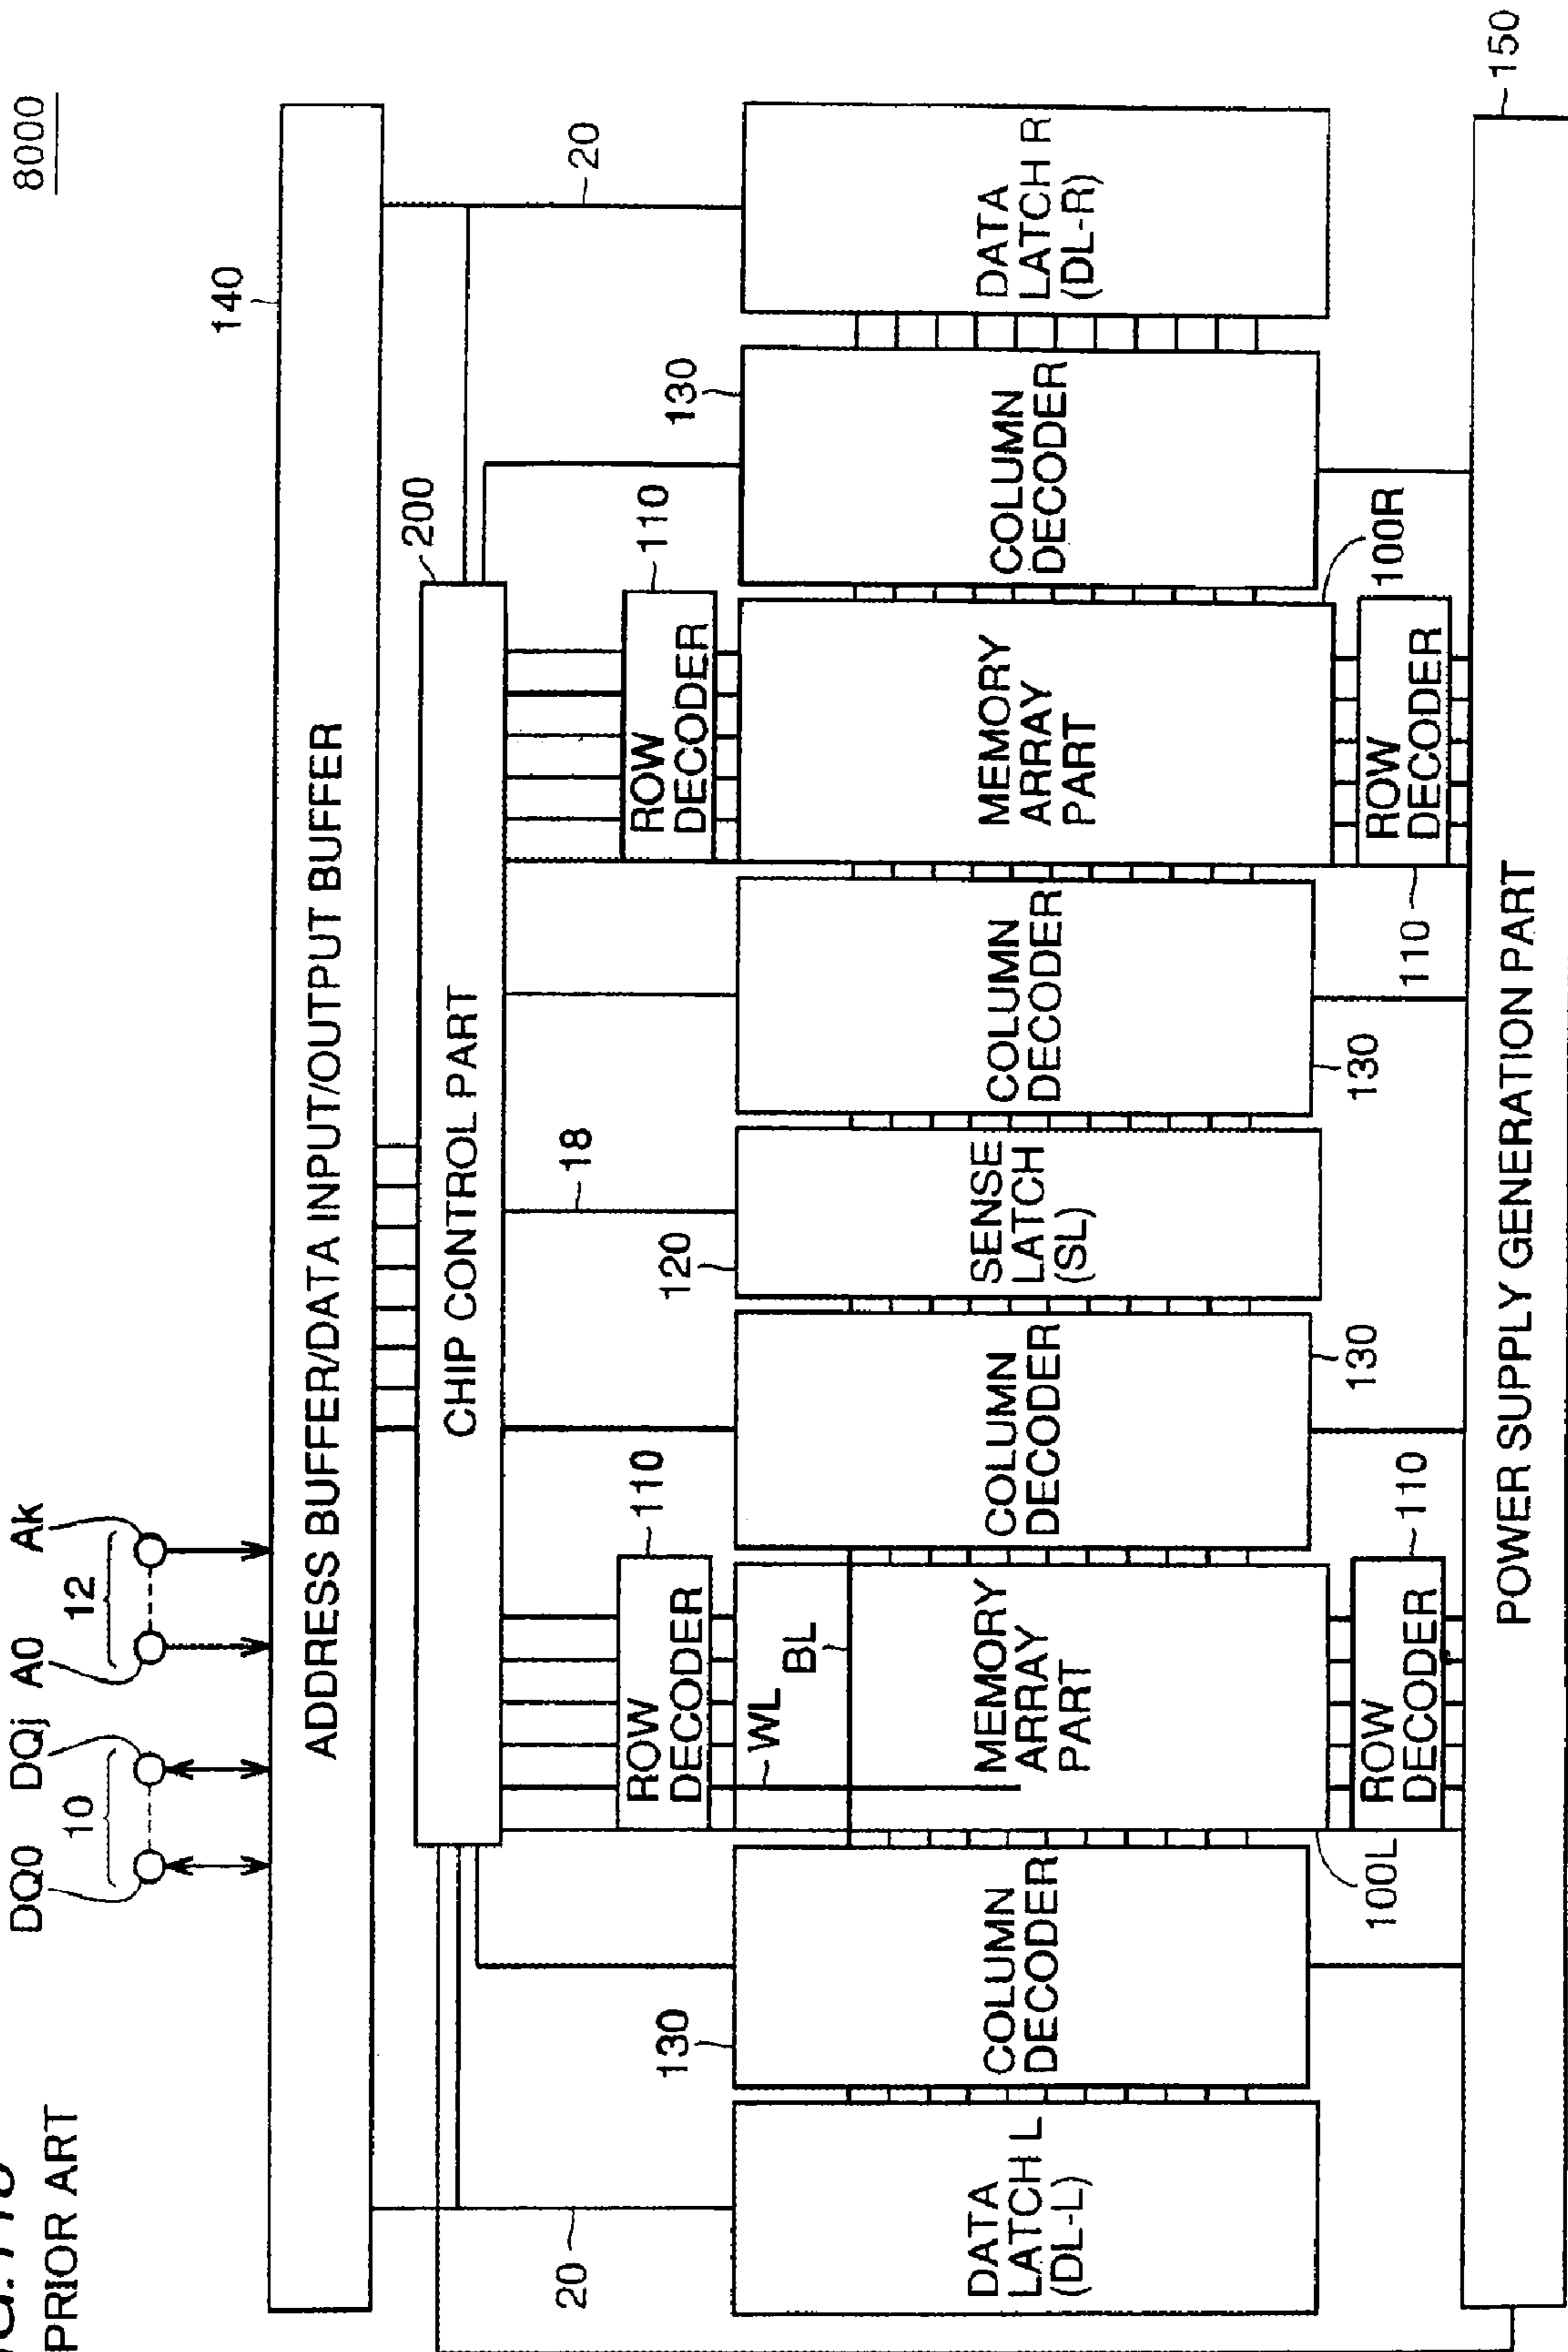 PRIOR ART
8000
DQ0 DQj A0 Ak
10
12
140
ADDRESS BUFFER/DATA INPUT/OUTPUT BUFFER
200
CHIP CONTROL PART
20
18
20
110
110
ROW
DECODER
ROW
DECODER
130
120
130
WL
BL
DATA
LATCH L
(DL-L)
COLUMN
DECODER
MEMORY
ARRAY
PART
COLUMN
DECODER
SENSE
LATCH
(SL)
COLUMN
DECODER
MEMORY
ARRAY
PART
COLUMN
DECODER
DATA
LATCH R
(DL-R)
100L
130
130
100R
ROW
DECODER
110
110
ROW
DECODER
POWER SUPPLY GENERATION PART
150